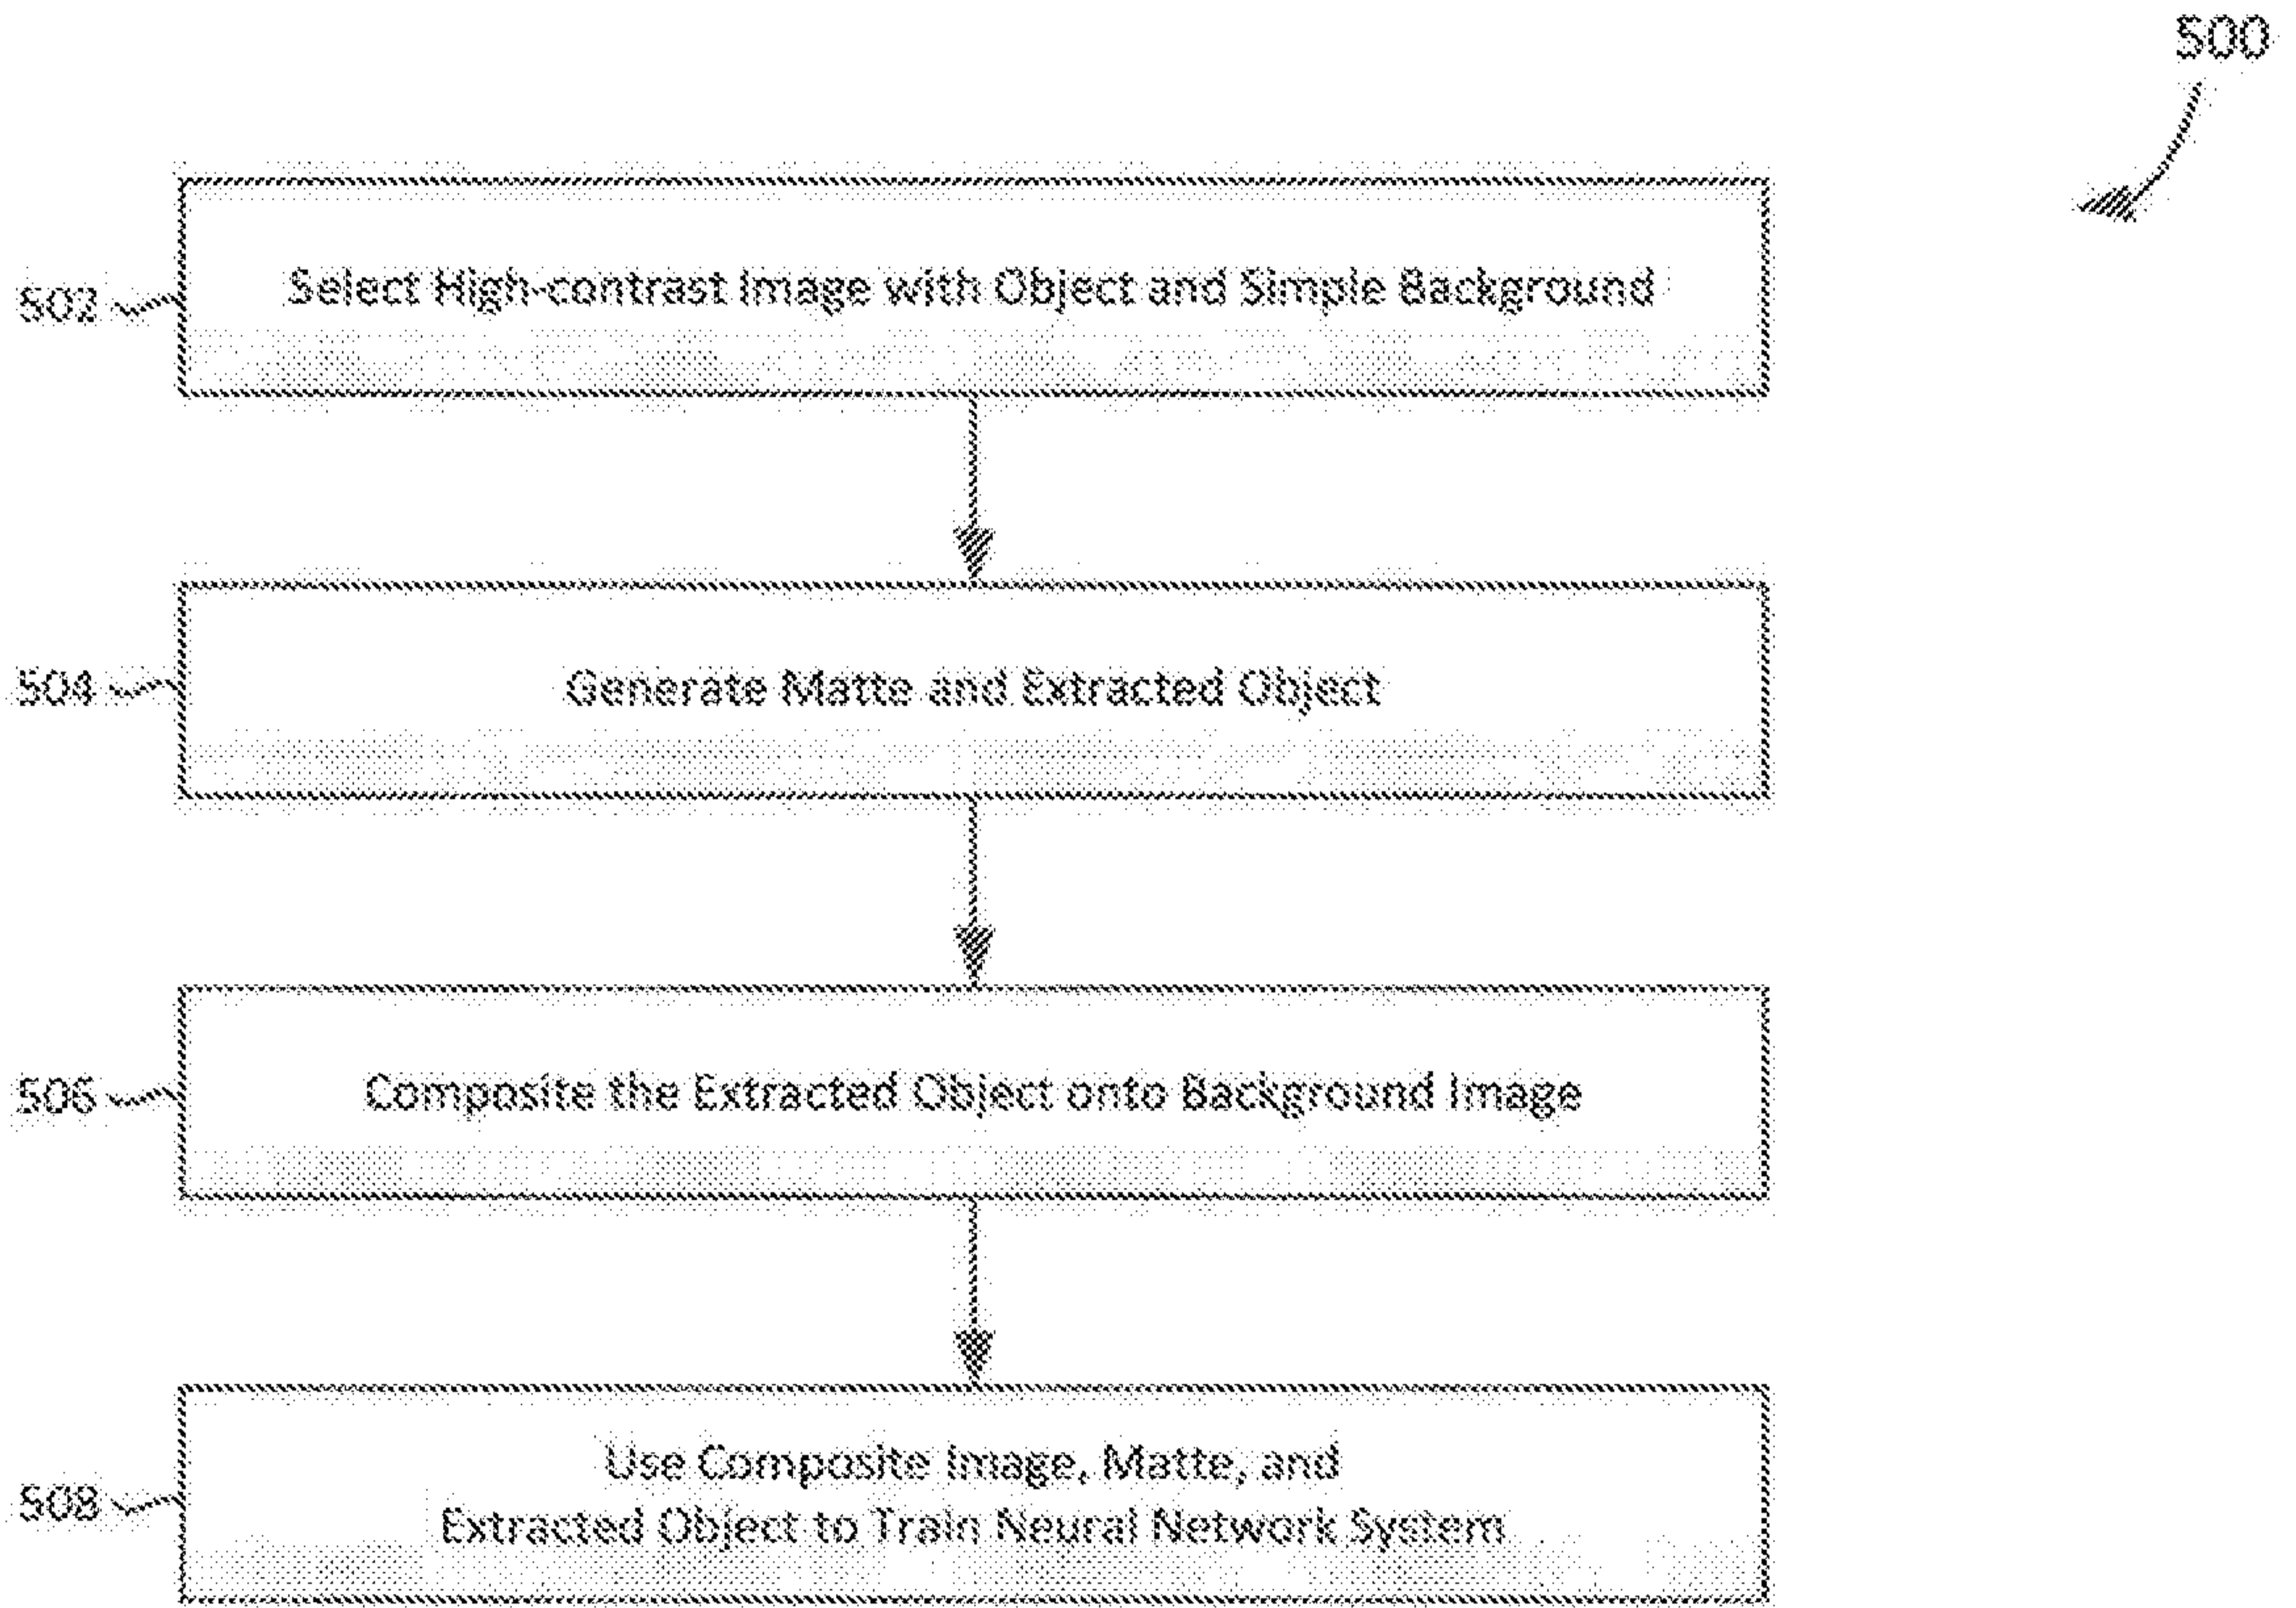 500
502
Select High-contrast Image with Object and Simple Background
504
Generate Matte and Extracted Object
506
Composite the Extracted Object onto Background Image
508
Use Composite Image, Matte, and
Extracted Object to Train Neural Network System